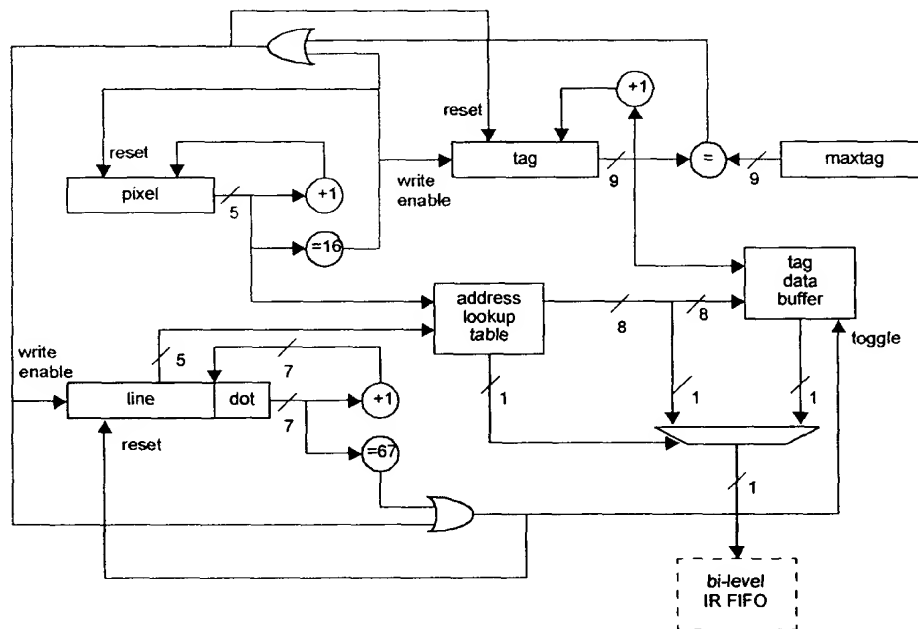 +1
reset
tag
=
maxtag
9
9
write
enable
reset
pixel
5
+1
=16
address
lookup
table
8
8
tag
data
buffer
toggle
5
7
write
enable
line
dot
7
+1
1
1
1
reset
=67
1
bi-level
IR FIFO